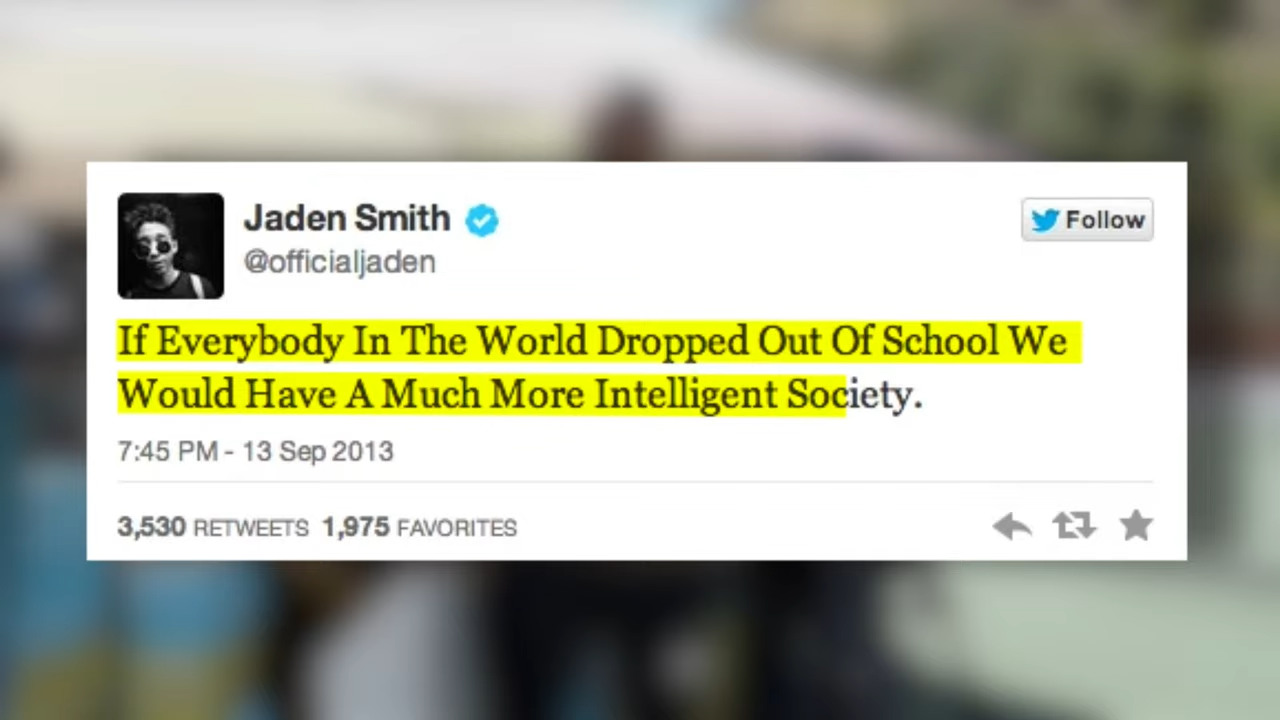 Jaden Smith
@officialjaden
Follow
If Everybody In The World Dropped Out Of School We
Would Have A Much More Intelligent Society.
7:45 PM - 13 Sep 2013
3,530 RETWEETS 1,975 FAVORITES